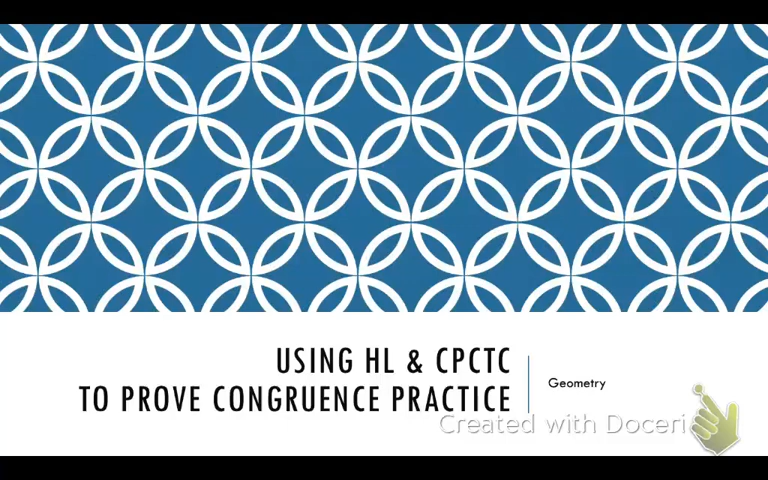 USING HL & CPCTC
TO PROVE CONGRUENCE PRACTICE
Geometry
Created with Doceri